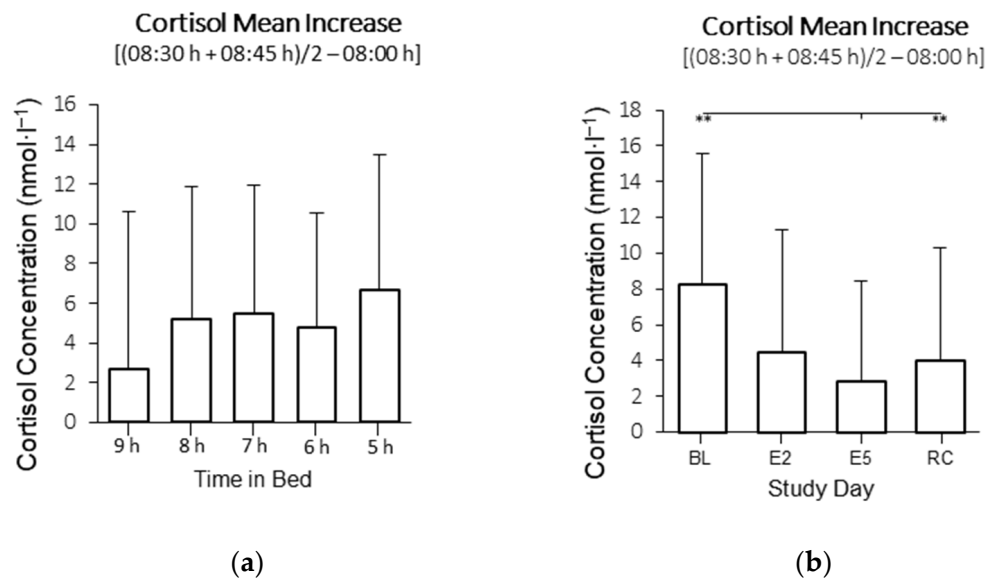 Cortisol Mean Increase
[(08:30 h + 08:45 h)/2 – 08:00 h]
Cortisol Concentration (nmol·l⁻¹)
16
14
12
10
8
6
4
2
0
9 h 8 h 7 h 6 h 5 h
Time in Bed
(a)
Cortisol Mean Increase
[(08:30 h + 08:45 h)/2 – 08:00 h]
Cortisol Concentration (nmol·l⁻¹)
18
16
14
12
10
8
6
4
2
0
** **
BL E2 E5 RC
Study Day
(b)